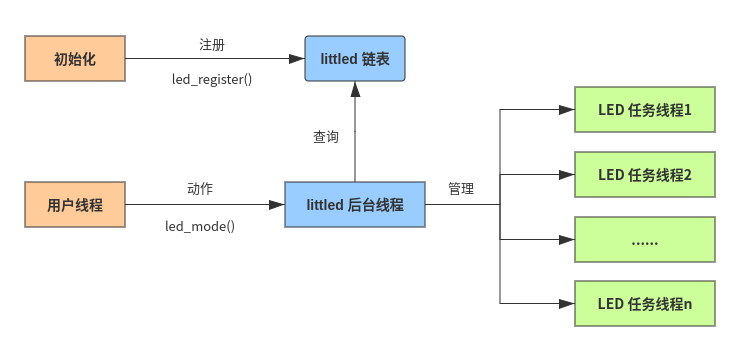 初始化
注册
led_register()
littled 链表
查询
用户线程
动作
led_mode()
littled 后台线程
管理
LED 任务线程1
LED 任务线程2
......
LED 任务线程n